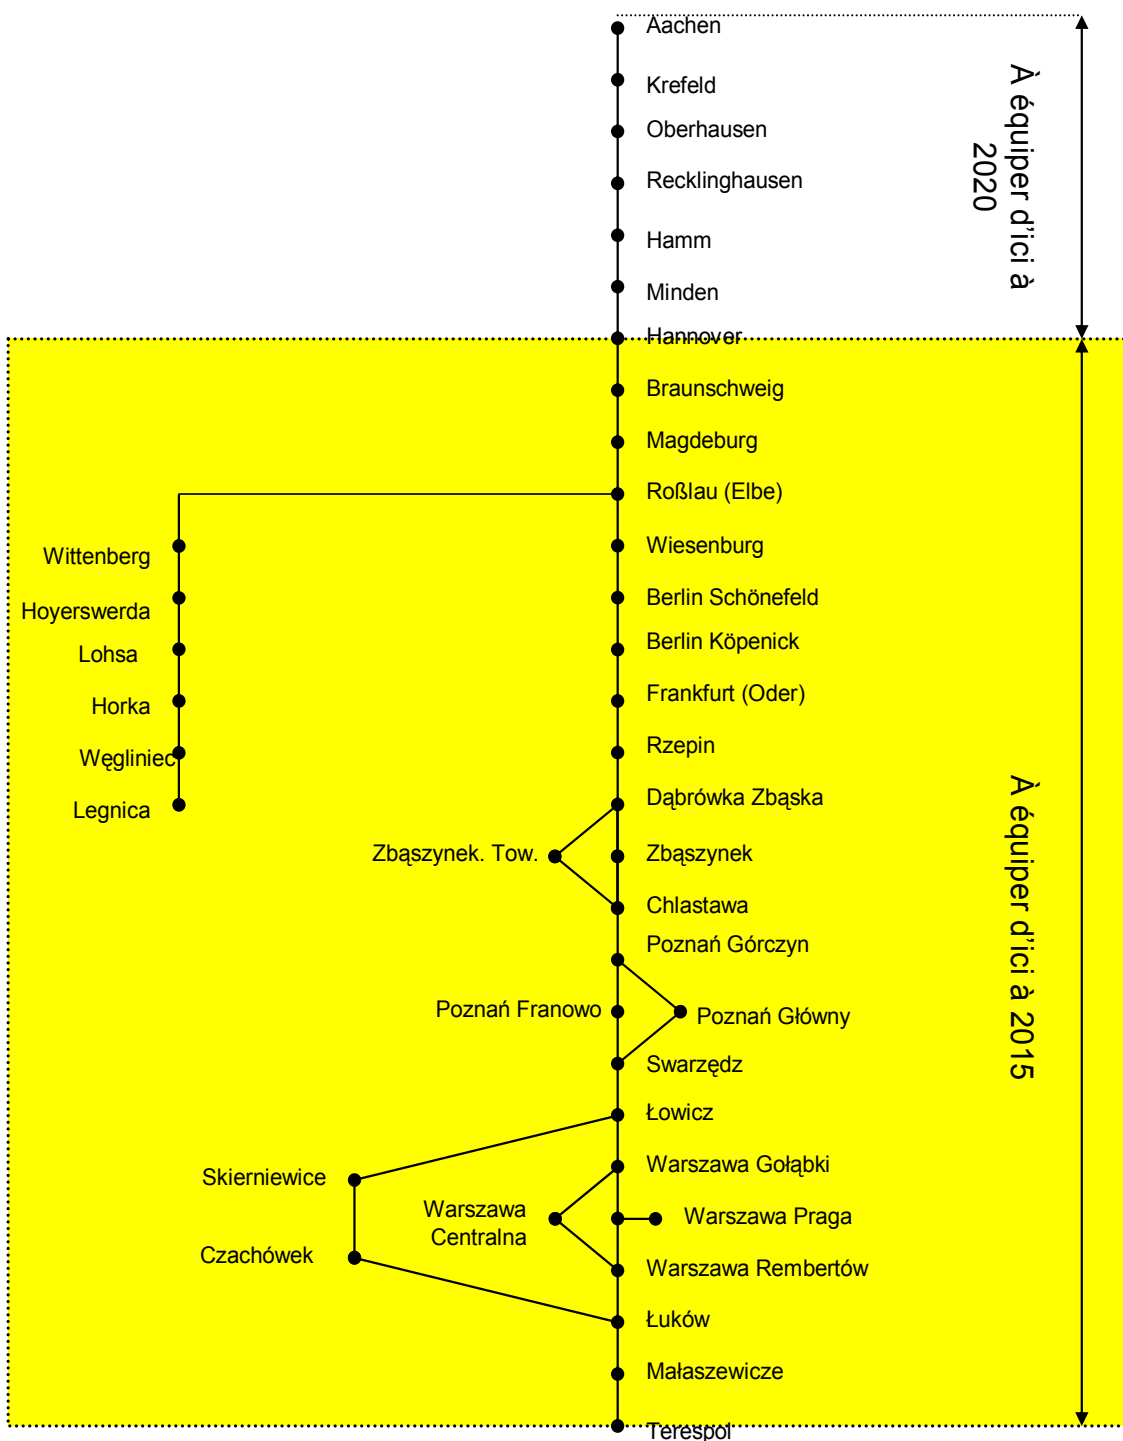 Aachen
Krefeld
Oberhausen
Recklinghausen
Hamm
Minden
Hannover
À équiper d'ici à
2020
Braunschweig
Magdeburg
Roßlau (Elbe)
Wittenberg
Wiesenburg
Hoyerswerda
Berlin Schönefeld
Lohsa
Berlin Köpenick
Horka
Frankfurt (Oder)
Węgliniec
Rzepin
Legnica
Dąbrówka Zbąska
Zbąszynek. Tow.
Zbąszynek
Chlastawa
À équiper d'ici à 2015
Poznań Górczyn
Poznań Franowo
Poznań Główny
Swarzędz
Łowicz
Skierniewice
Warszawa Gołąbki
Warszawa
Centralna
Warszawa Praga
Czachówek
Warszawa Rembertów
Łuków
Małaszewicze
Terespol